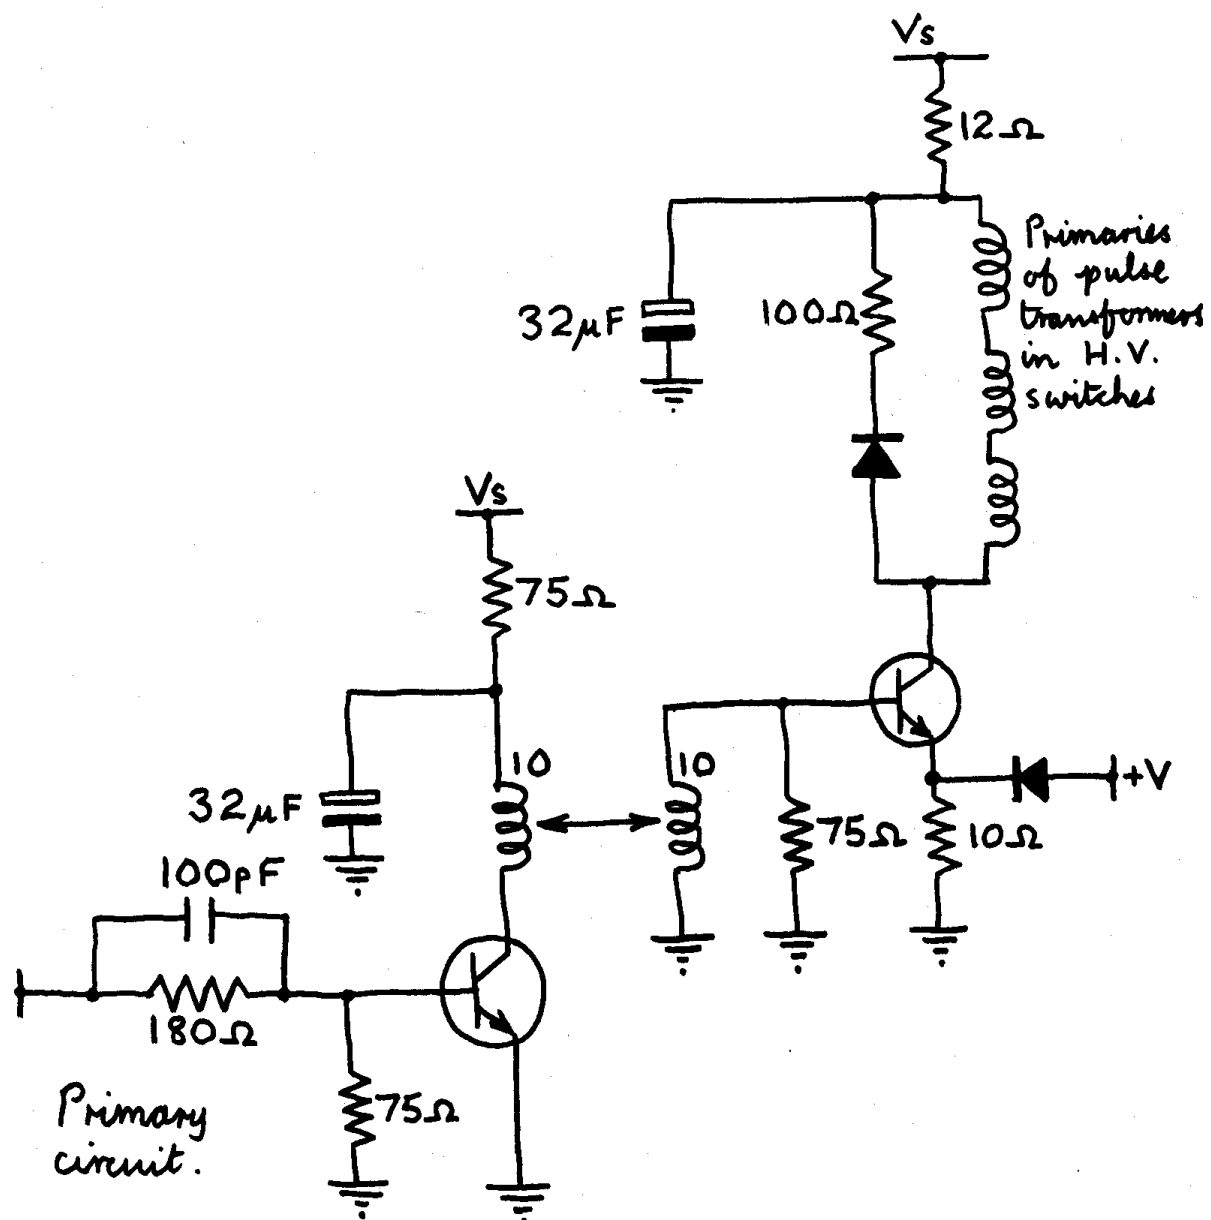 Vs
12Ω
Primaries
of pulse
transformers
in H.V.
switches
32μF
100Ω
Vs
75Ω
32μF
10
10
75Ω
10Ω
+V
100pF
180Ω
75Ω
Primary
circuit.